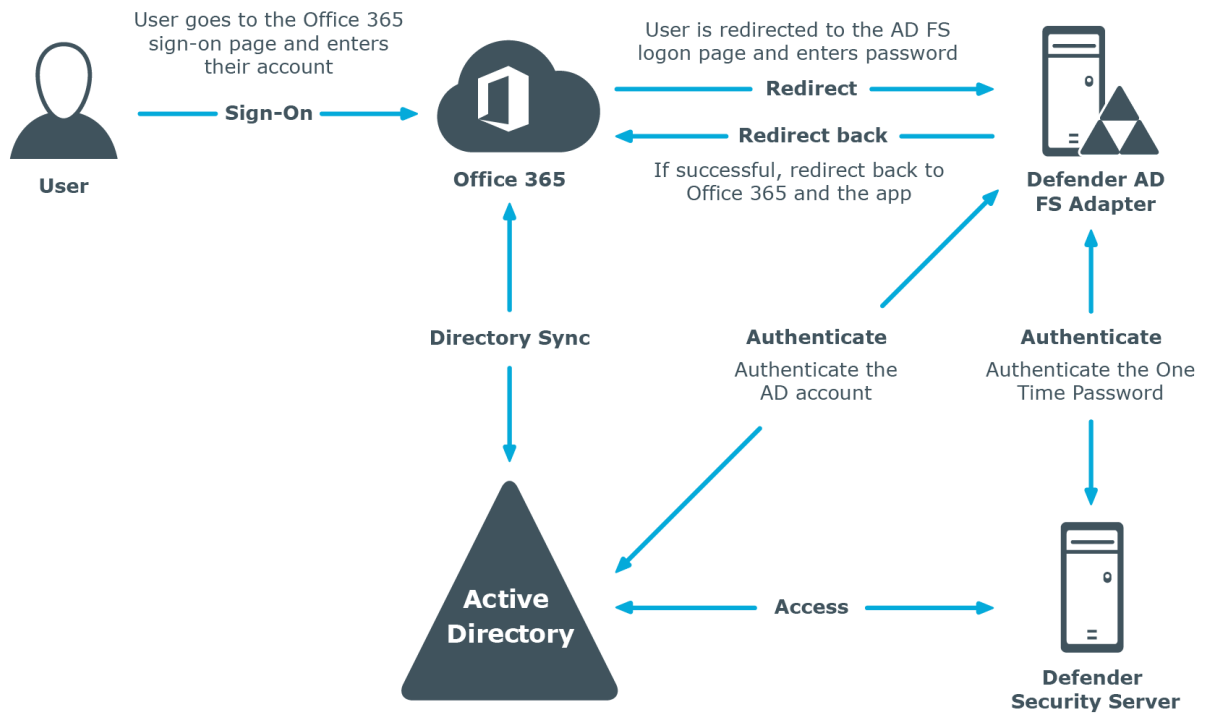 User goes to the Office 365
sign-on page and enters
their account
Sign-On
User
Office 365
User is redirected to the AD FS
logon page and enters password
Redirect
Redirect back
If successful, redirect back to
Office 365 and the app
Defender AD
FS Adapter
Directory Sync
Authenticate
Authenticate the
AD account
Authenticate
Authenticate the One
Time Password
Active
Directory
Access
Defender
Security Server